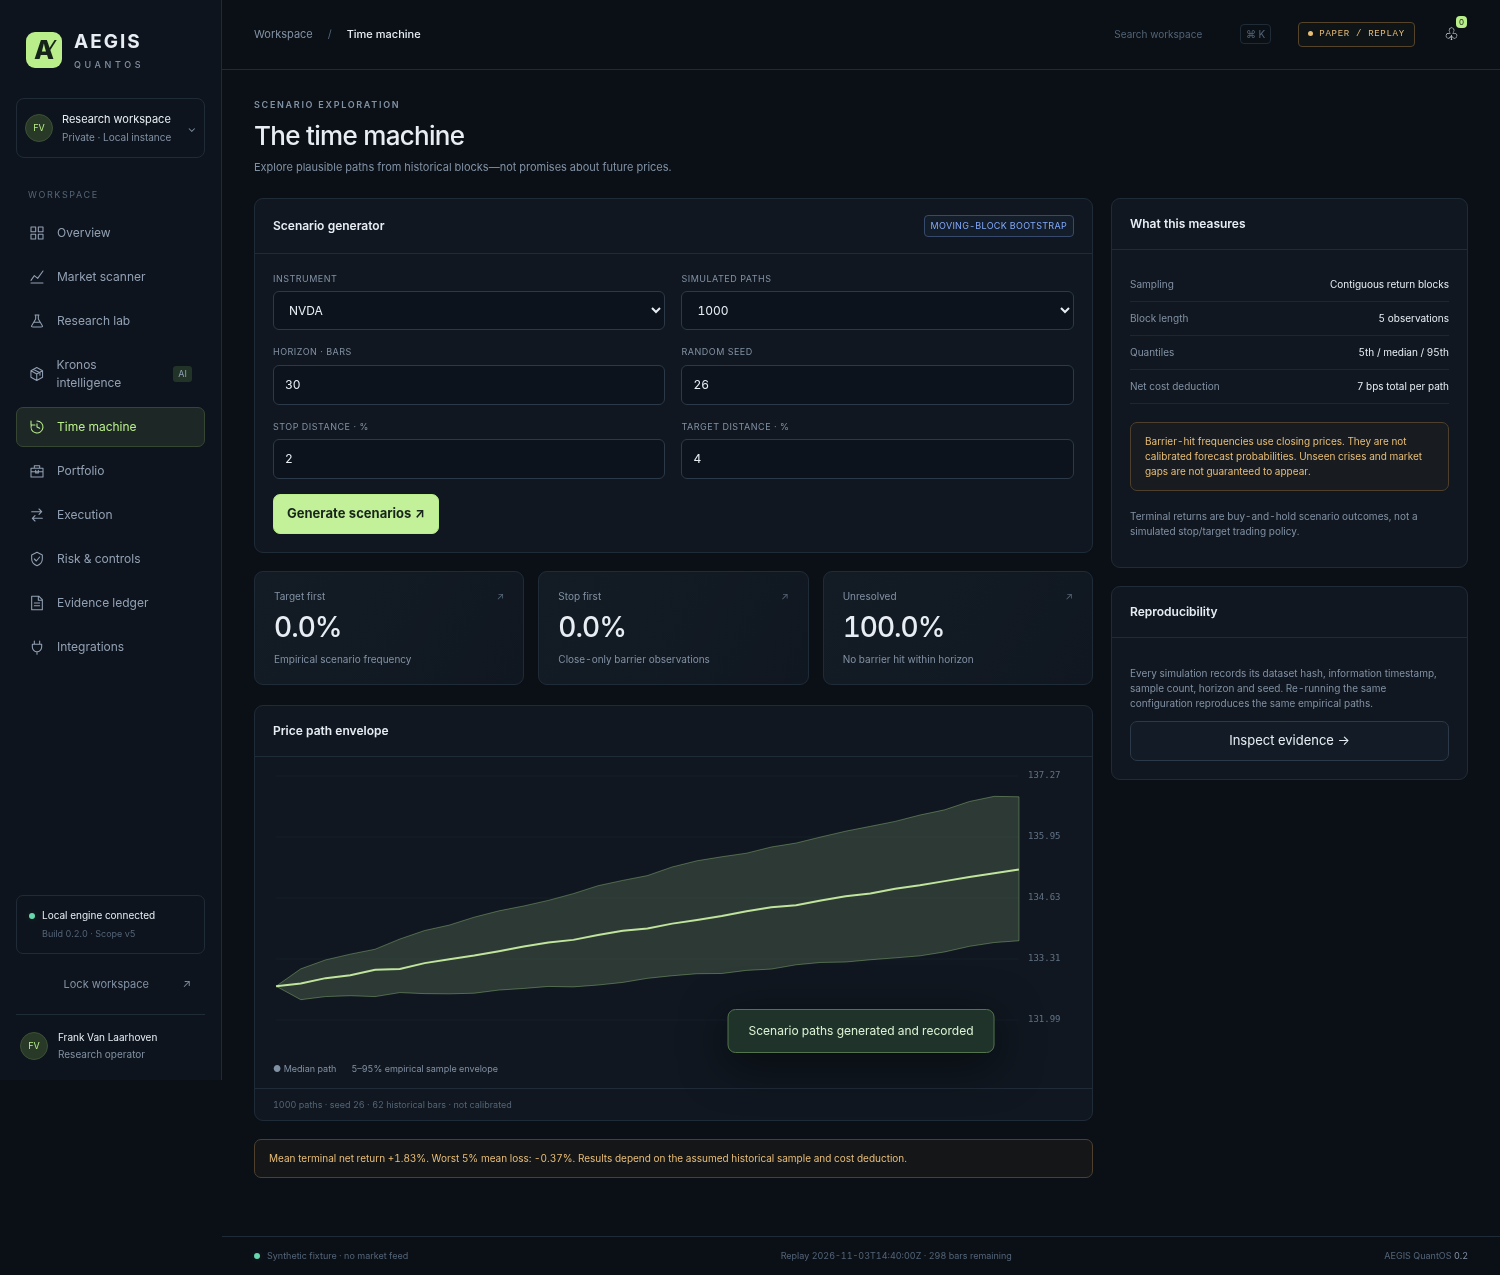 AEGIS
QUANTOS
FV
Research workspace
Private · Local instance
WORKSPACE
Overview
Market scanner
Research lab
Kronos
intelligence
AI
Time machine
Portfolio
Execution
Risk & controls
Evidence ledger
Integrations
Local engine connected
Build 0.2.0 · Scope v5
Lock workspace
FV
Frank Van Laarhoven
Research operator
Workspace / Time machine
Search workspace
⌘ K
PAPER / REPLAY
0
SCENARIO EXPLORATION
The time machine
Explore plausible paths from historical blocks—not promises about future prices.
Scenario generator
MOVING-BLOCK BOOTSTRAP
INSTRUMENT
NVDA
SIMULATED PATHS
1000
HORIZON · BARS
30
RANDOM SEED
26
STOP DISTANCE · %
2
TARGET DISTANCE · %
4
Generate scenarios ↗
Target first
0.0%
Empirical scenario frequency
Stop first
0.0%
Close-only barrier observations
Unresolved
100.0%
No barrier hit within horizon
Price path envelope
137.27
135.95
134.63
133.31
131.99
Scenario paths generated and recorded
Median path
5–95% empirical sample envelope
1000 paths · seed 26 · 62 historical bars · not calibrated
Mean terminal net return +1.83%. Worst 5% mean loss: -0.37%. Results depend on the assumed historical sample and cost deduction.
What this measures
Sampling Contiguous return blocks
Block length 5 observations
Quantiles 5th / median / 95th
Net cost deduction 7 bps total per path
Barrier-hit frequencies use closing prices. They are not
calibrated forecast probabilities. Unseen crises and market
gaps are not guaranteed to appear.
Terminal returns are buy-and-hold scenario outcomes, not a
simulated stop/target trading policy.
Reproducibility
Every simulation records its dataset hash, information timestamp,
sample count, horizon and seed. Re-running the same
configuration reproduces the same empirical paths.
Inspect evidence →
Synthetic fixture · no market feed
Replay 2026-11-03T14:40:00Z · 298 bars remaining
AEGIS QuantOS 0.2